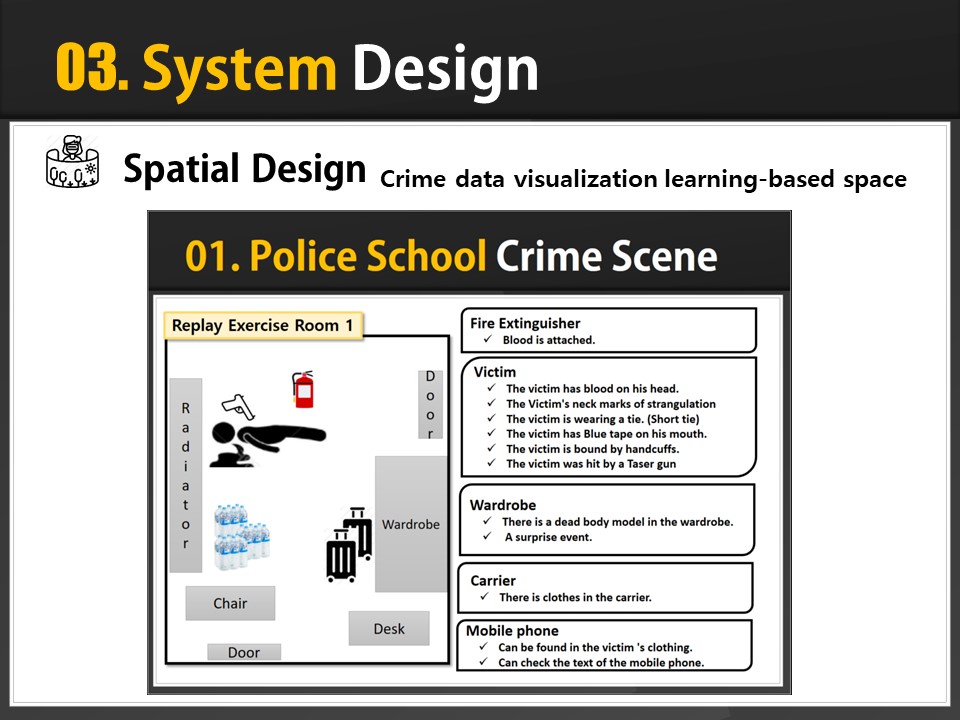 03. System Design
Spatial Design Crime data visualization learning-based space
01. Police School Crime Scene
Replay Exercise Room 1
Radiator
Door
Wardrobe
Chair
Desk
Door
Fire Extinguisher
✓ Blood is attached.
Victim
✓ The victim has blood on his head.
✓ The Victim's neck marks of strangulation
✓ The victim is wearing a tie. (Short tie)
✓ The victim has Blue tape on his mouth.
✓ The victim is bound by handcuffs.
✓ The victim was hit by a Taser gun
Wardrobe
✓ There is a dead body model in the wardrobe.
✓ A surprise event.
Carrier
✓ There is clothes in the carrier.
Mobile phone
✓ Can be found in the victim 's clothing.
✓ Can check the text of the mobile phone.